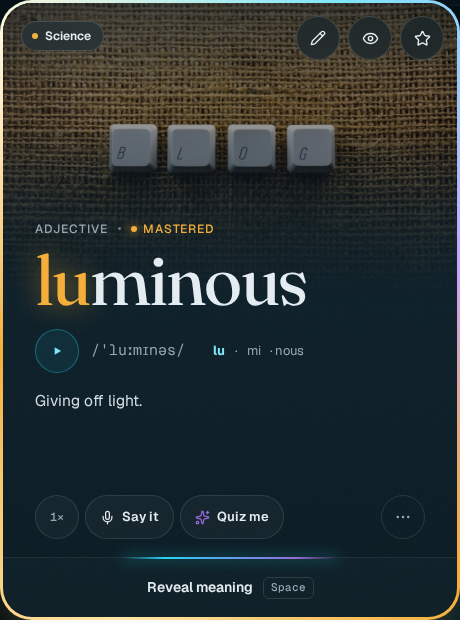 Science
B L O G
ADJECTIVE • MASTERED
luminous
/ˈluːmɪnəs/ lu · mi · nous
Giving off light.
1× Say it Quiz me ...
Reveal meaning Space